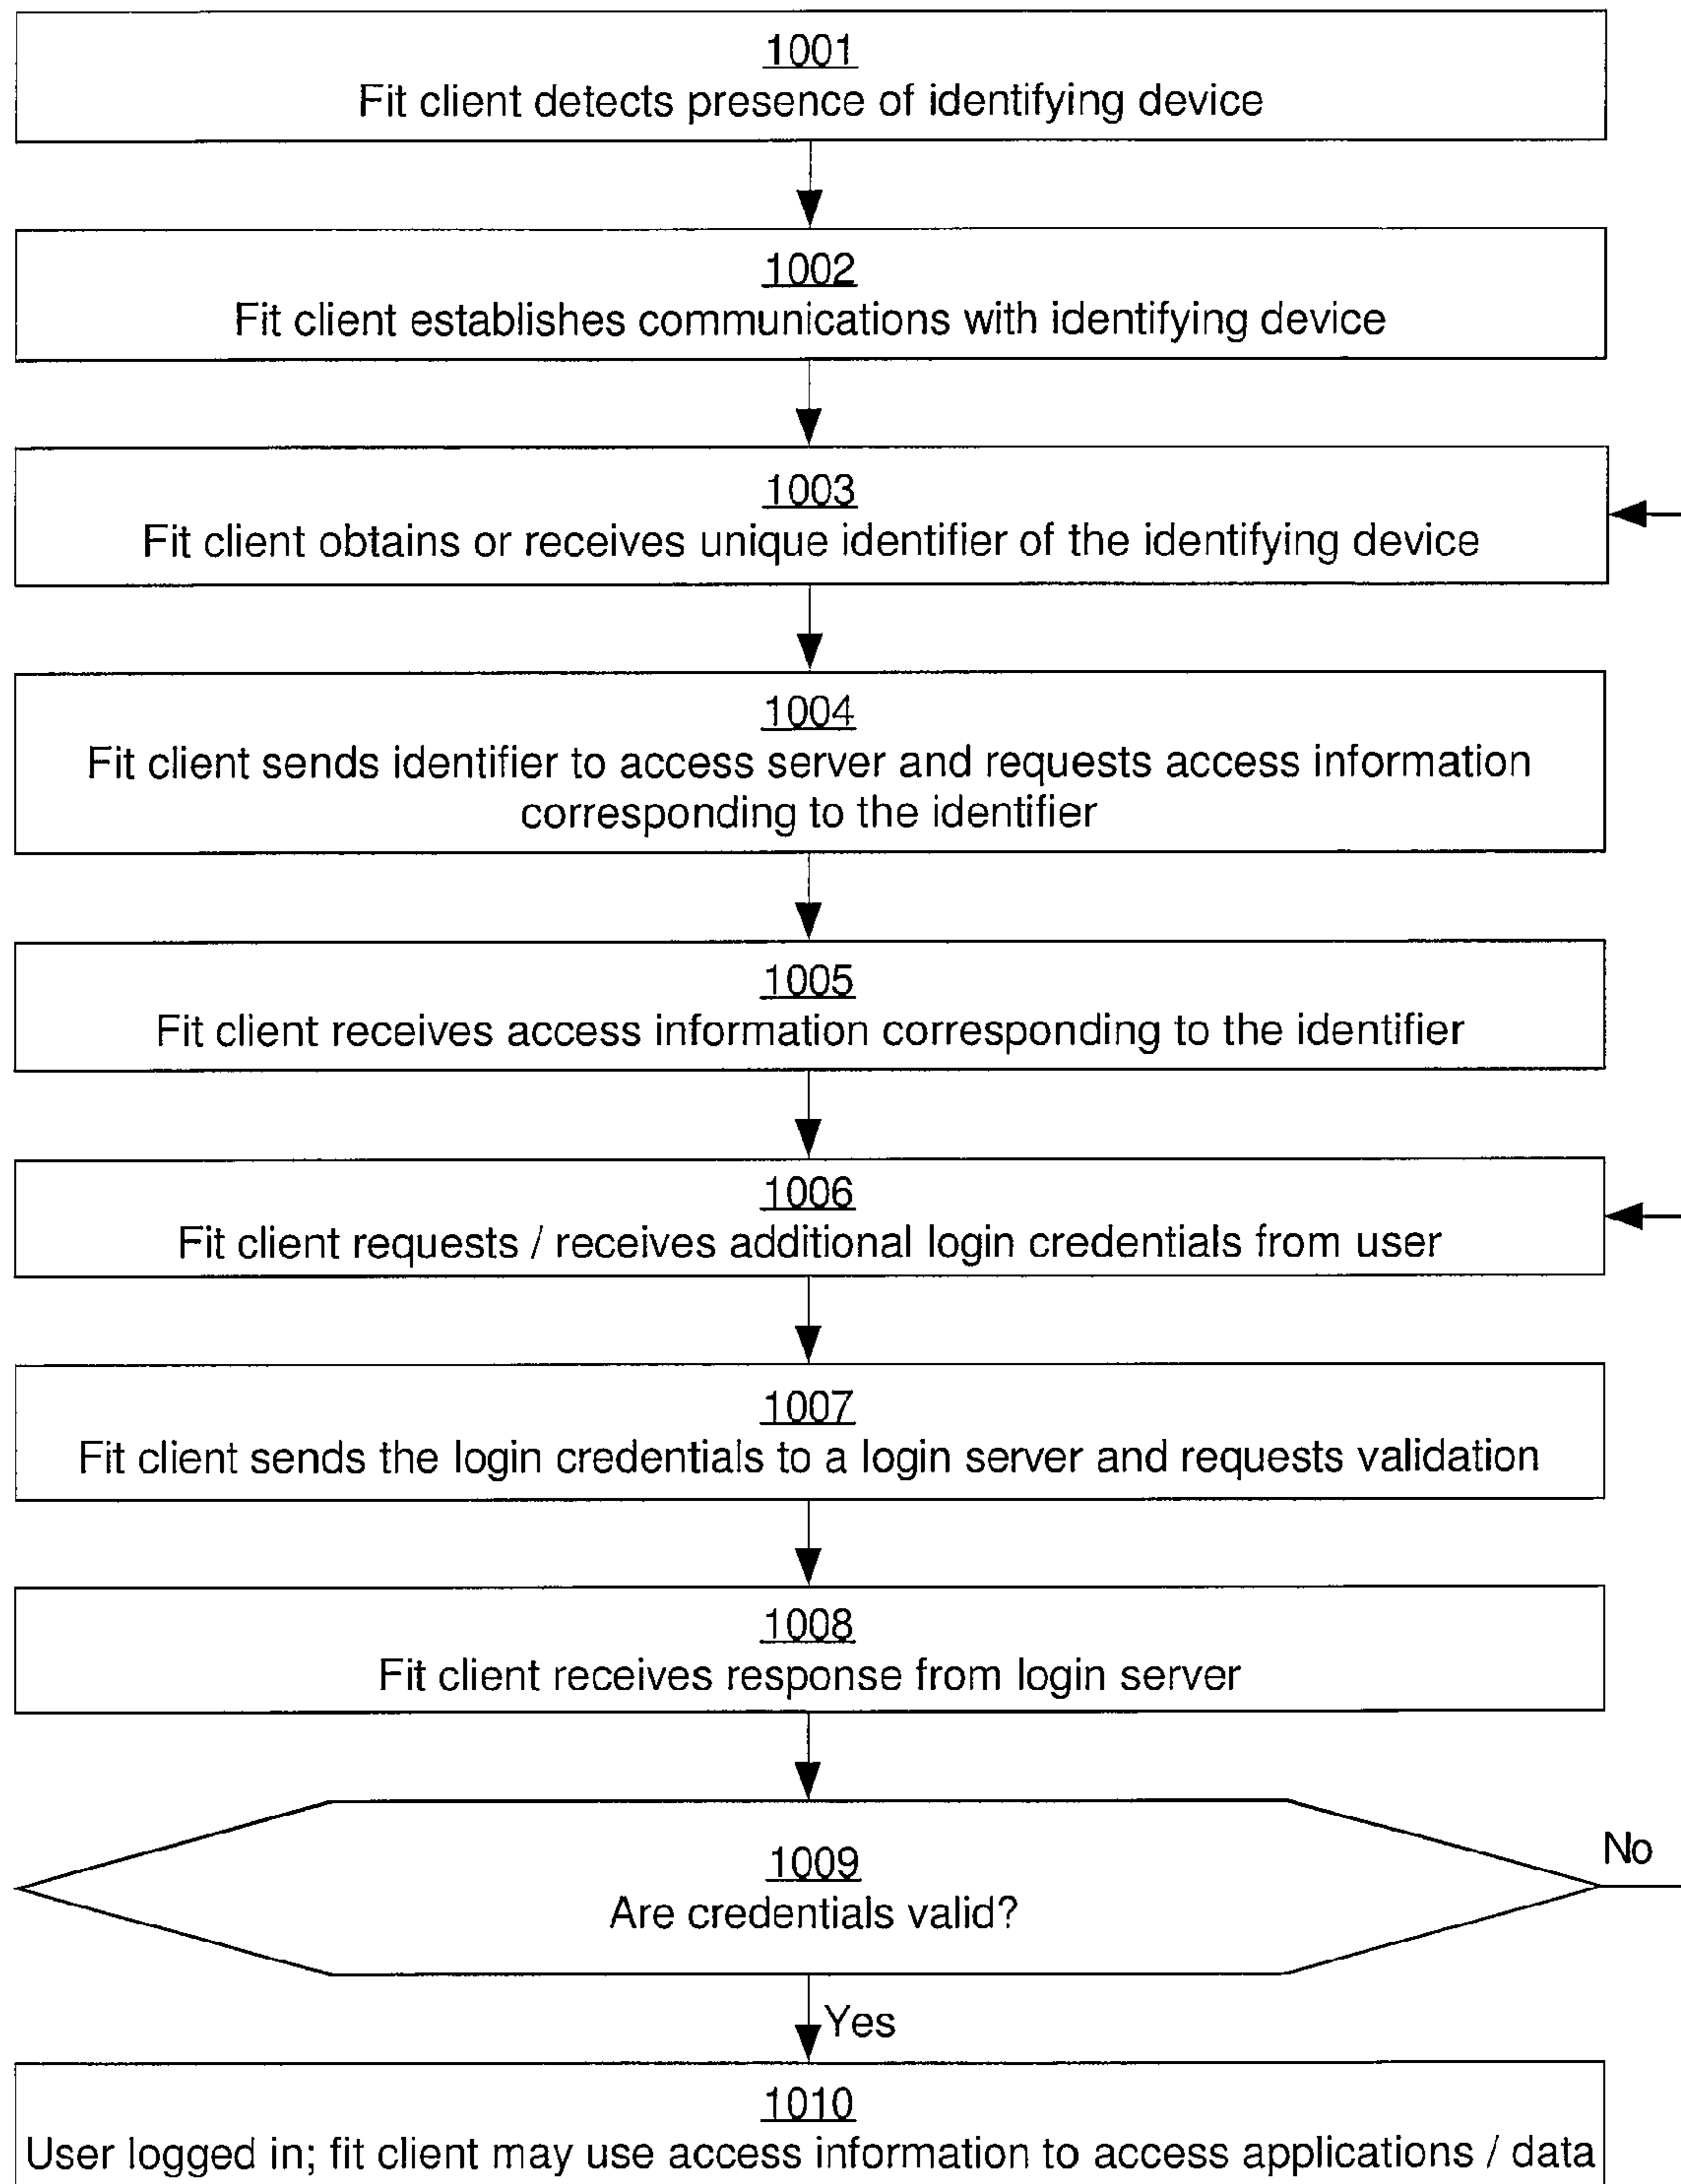 1001
Fit client detects presence of identifying device
1002
Fit client establishes communications with identifying device
1003
Fit client obtains or receives unique identifier of the identifying device
1004
Fit client sends identifier to access server and requests access information
corresponding to the identifier
1005
Fit client receives access information corresponding to the identifier
1006
Fit client requests / receives additional login credentials from user
1007
Fit client sends the login credentials to a login server and requests validation
1008
Fit client receives response from login server
1009
Are credentials valid?
No
Yes
1010
User logged in; fit client may use access information to access applications / data